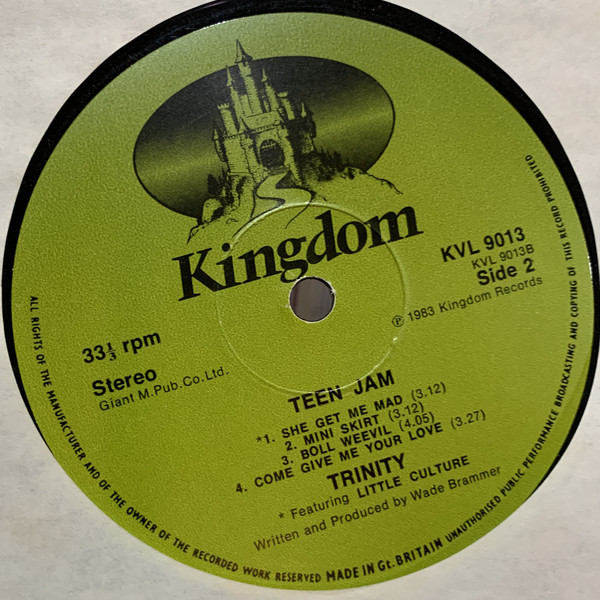 Kingdom
KVL 9013
KVL 9013B
Side 2
℗ 1983 Kingdom Records
33⅓ rpm
Stereo
Giant M.Pub.Co.Ltd.
TEEN JAM
*1. SHE GET ME MAD (3.12)
2. MINI SKIRT (3.12)
3. BOLL WEEVIL (4.05)
4. COME GIVE ME YOUR LOVE (3.27)
TRINITY
* Featuring LITTLE CULTURE
Written and Produced by Wade Brammer
ALL RIGHTS OF THE MANUFACTURER AND OF THE OWNER OF THE RECORDED WORK RESERVED MADE IN Gt. BRITAIN UNAUTHORISED PUBLIC PERFORMANCE BROADCASTING AND COPYING OF THIS RECORD PROHIBITED